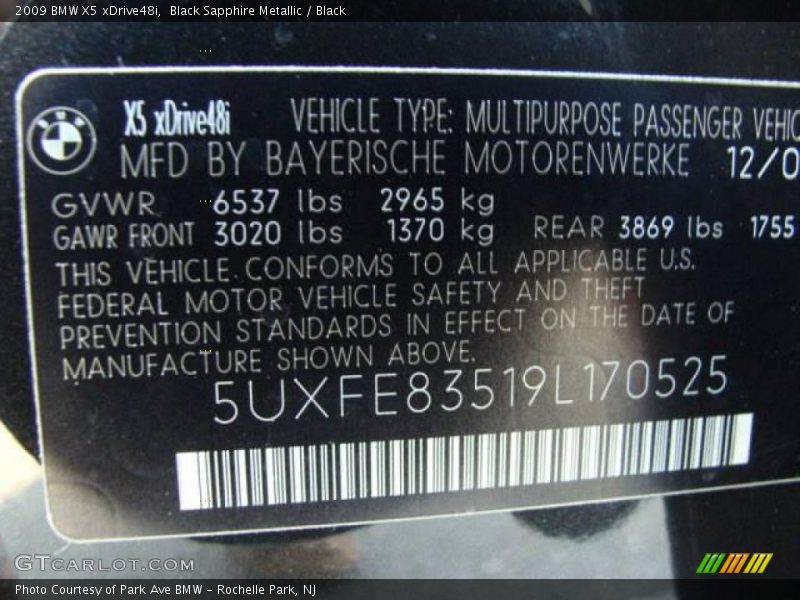 2009 BMW X5 xDrive48i, Black Sapphire Metallic / Black
BMW X5 xDrive48i VEHICLE TYPE: MULTIPURPOSE PASSENGER VEHIC
MFD BY BAYERISCHE MOTORENWERKE 12/0
GVWR 6537 lbs 2965 kg
GAWR FRONT 3020 lbs 1370 kg REAR 3869 lbs 1755
THIS VEHICLE CONFORMS TO ALL APPLICABLE U.S.
FEDERAL MOTOR VEHICLE SAFETY AND THEFT
PREVENTION STANDARDS IN EFFECT ON THE DATE OF
MANUFACTURE SHOWN ABOVE.
5UXFE83519L170525
GTCARLOT.COM
Photo Courtesy of Park Ave BMW - Rochelle Park, NJ